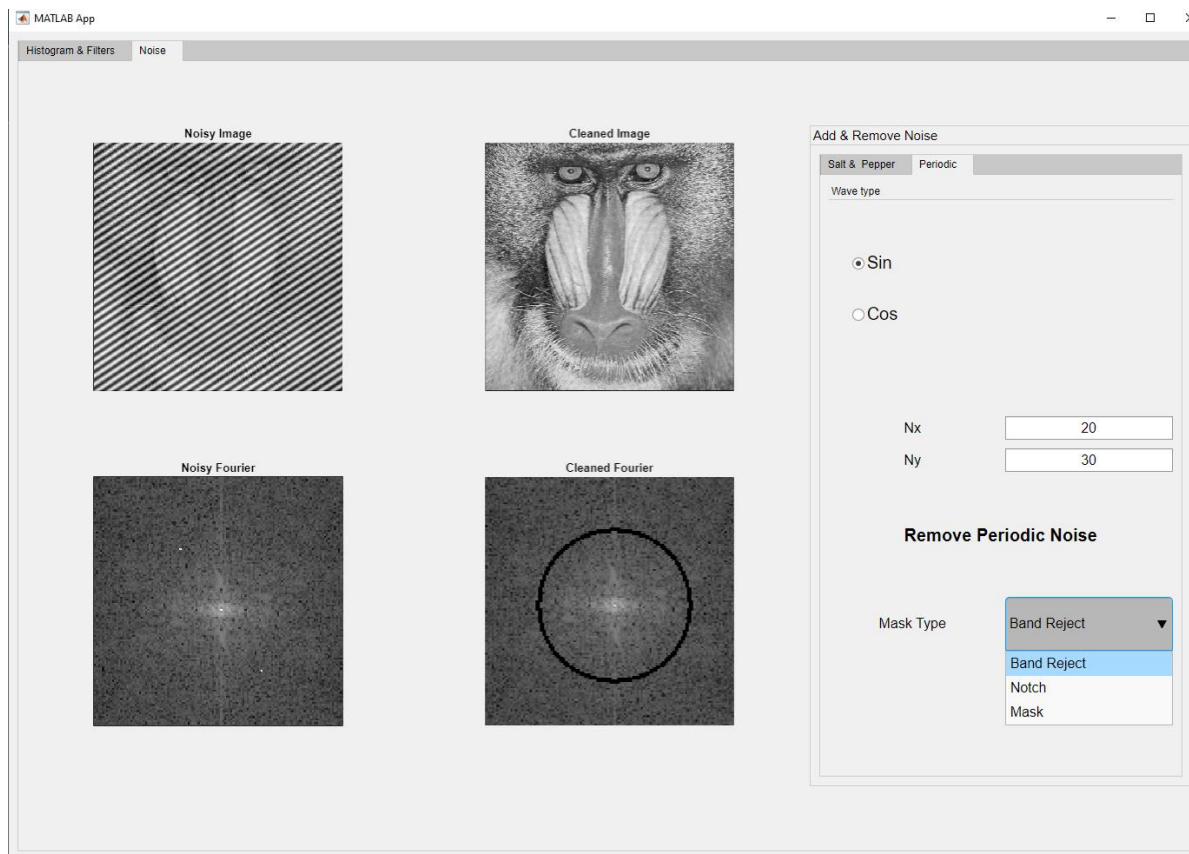 MATLAB App
Histogram & Filters Noise
Noisy Image
Cleaned Image
Noisy Fourier
Cleaned Fourier
Add & Remove Noise
Salt & Pepper Periodic
Wave type
Sin
Cos
Nx 20
Ny 30
Remove Periodic Noise
Mask Type Band Reject
Band Reject
Notch
Mask